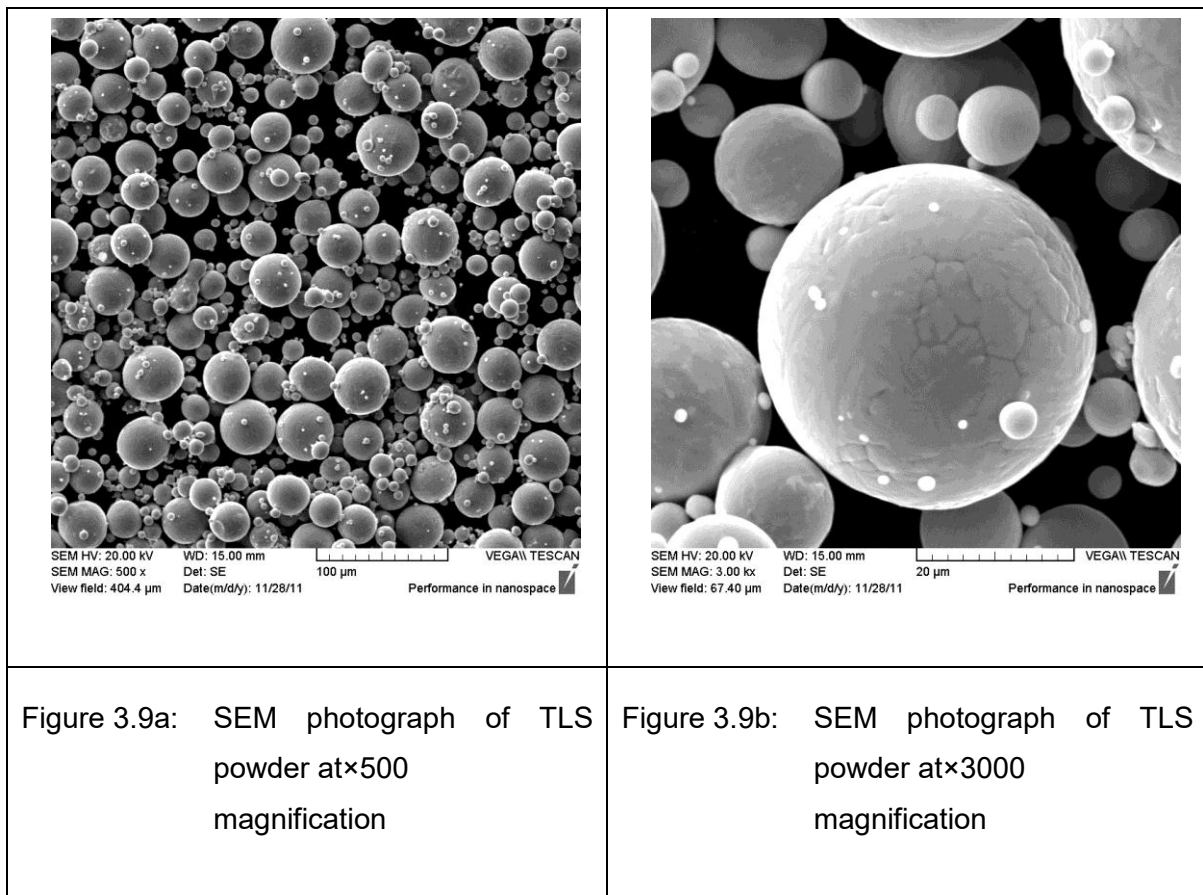 SEM HV: 20.00 kV WD: 15.00 mm VEGA\\ TESCAN
SEM MAG: 500 x Det: SE 100 µm
View field: 404.4 µm Date(m/d/y): 11/28/11 Performance in nanospace
SEM HV: 20.00 kV WD: 15.00 mm VEGA\\ TESCAN
SEM MAG: 3.00 kx Det: SE 20 µm
View field: 67.40 µm Date(m/d/y): 11/28/11 Performance in nanospace
Figure 3.9a: SEM photograph of TLS
powder at×500
magnification
Figure 3.9b: SEM photograph of TLS
powder at×3000
magnification